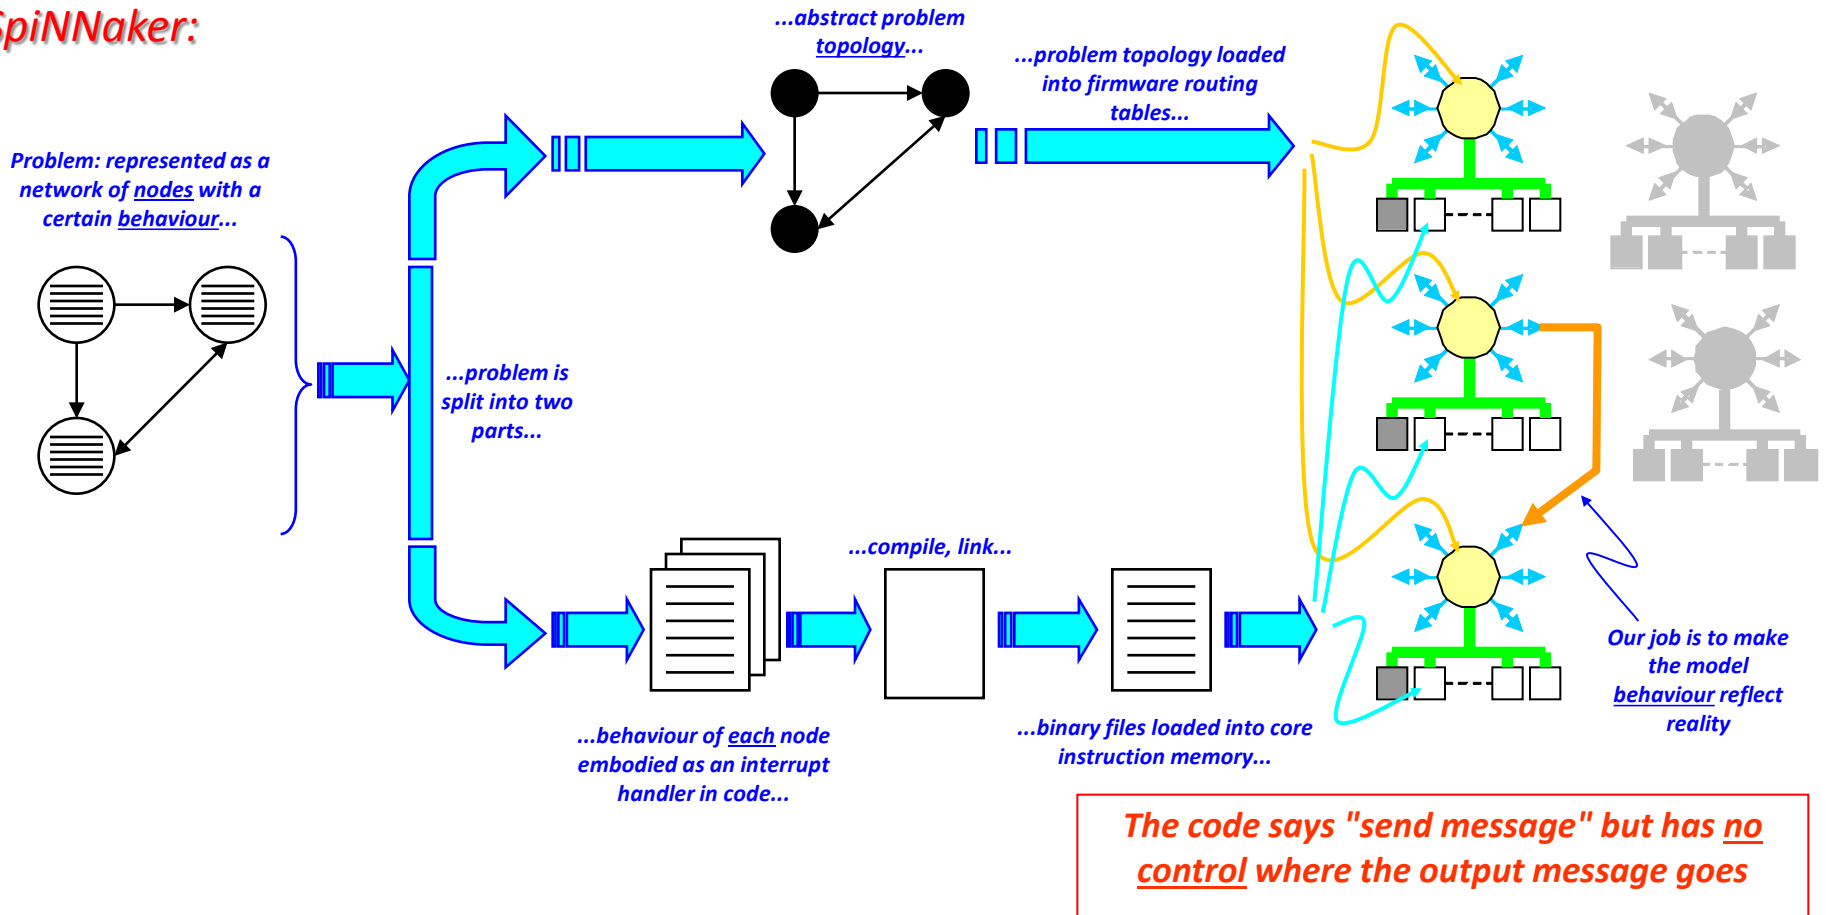 SpiNNaker:
...abstract problem
topology...
...problem topology loaded
into firmware routing
tables...
Problem: represented as a
network of nodes with a
certain behaviour...
...problem is
split into two
parts...
...compile, link...
...behaviour of each node
embodied as an interrupt
handler in code...
...binary files loaded into core
instruction memory...
Our job is to make
the model
behaviour reflect
reality
The code says "send message" but has no
control where the output message goes